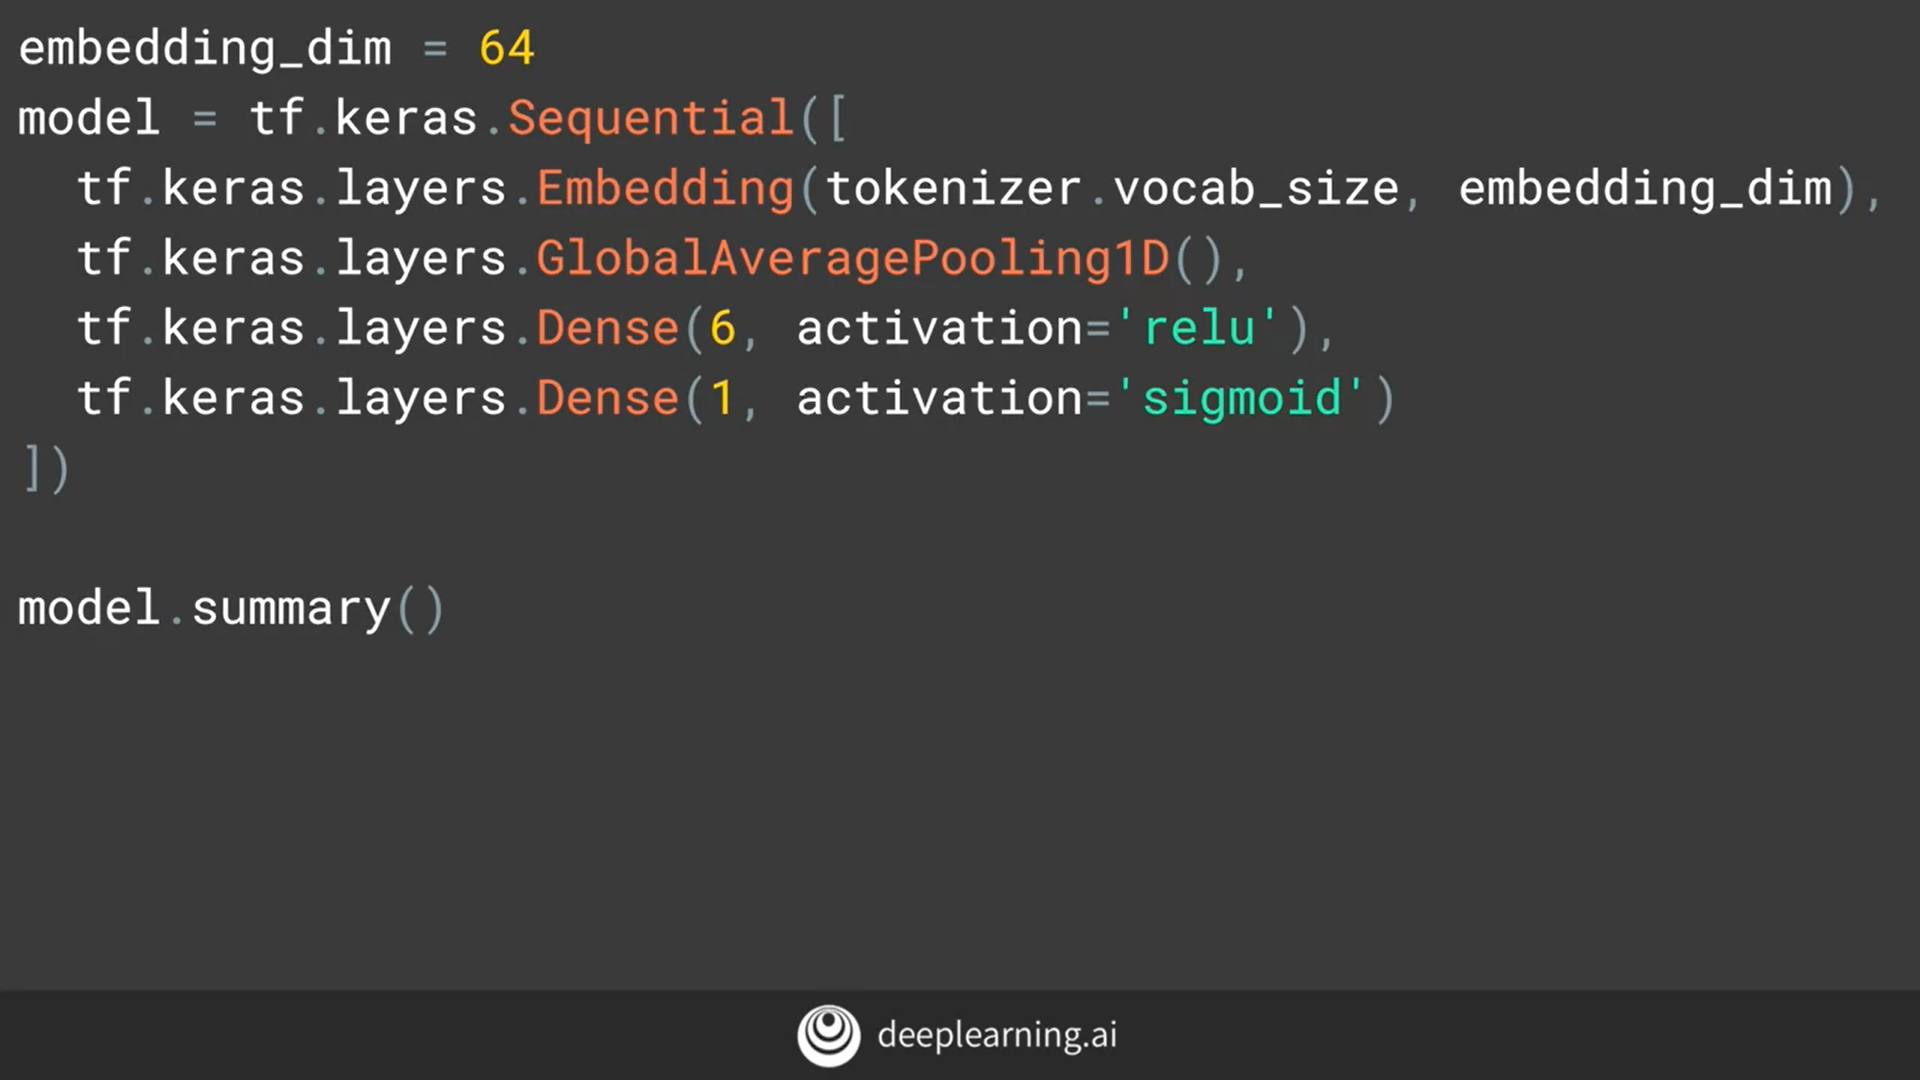 embedding_dim = 64
model = tf.keras.Sequential([
  tf.keras.layers.Embedding(tokenizer.vocab_size, embedding_dim),
  tf.keras.layers.GlobalAveragePooling1D(),
  tf.keras.layers.Dense(6, activation='relu'),
  tf.keras.layers.Dense(1, activation='sigmoid')
])
model.summary()
deeplearning.ai